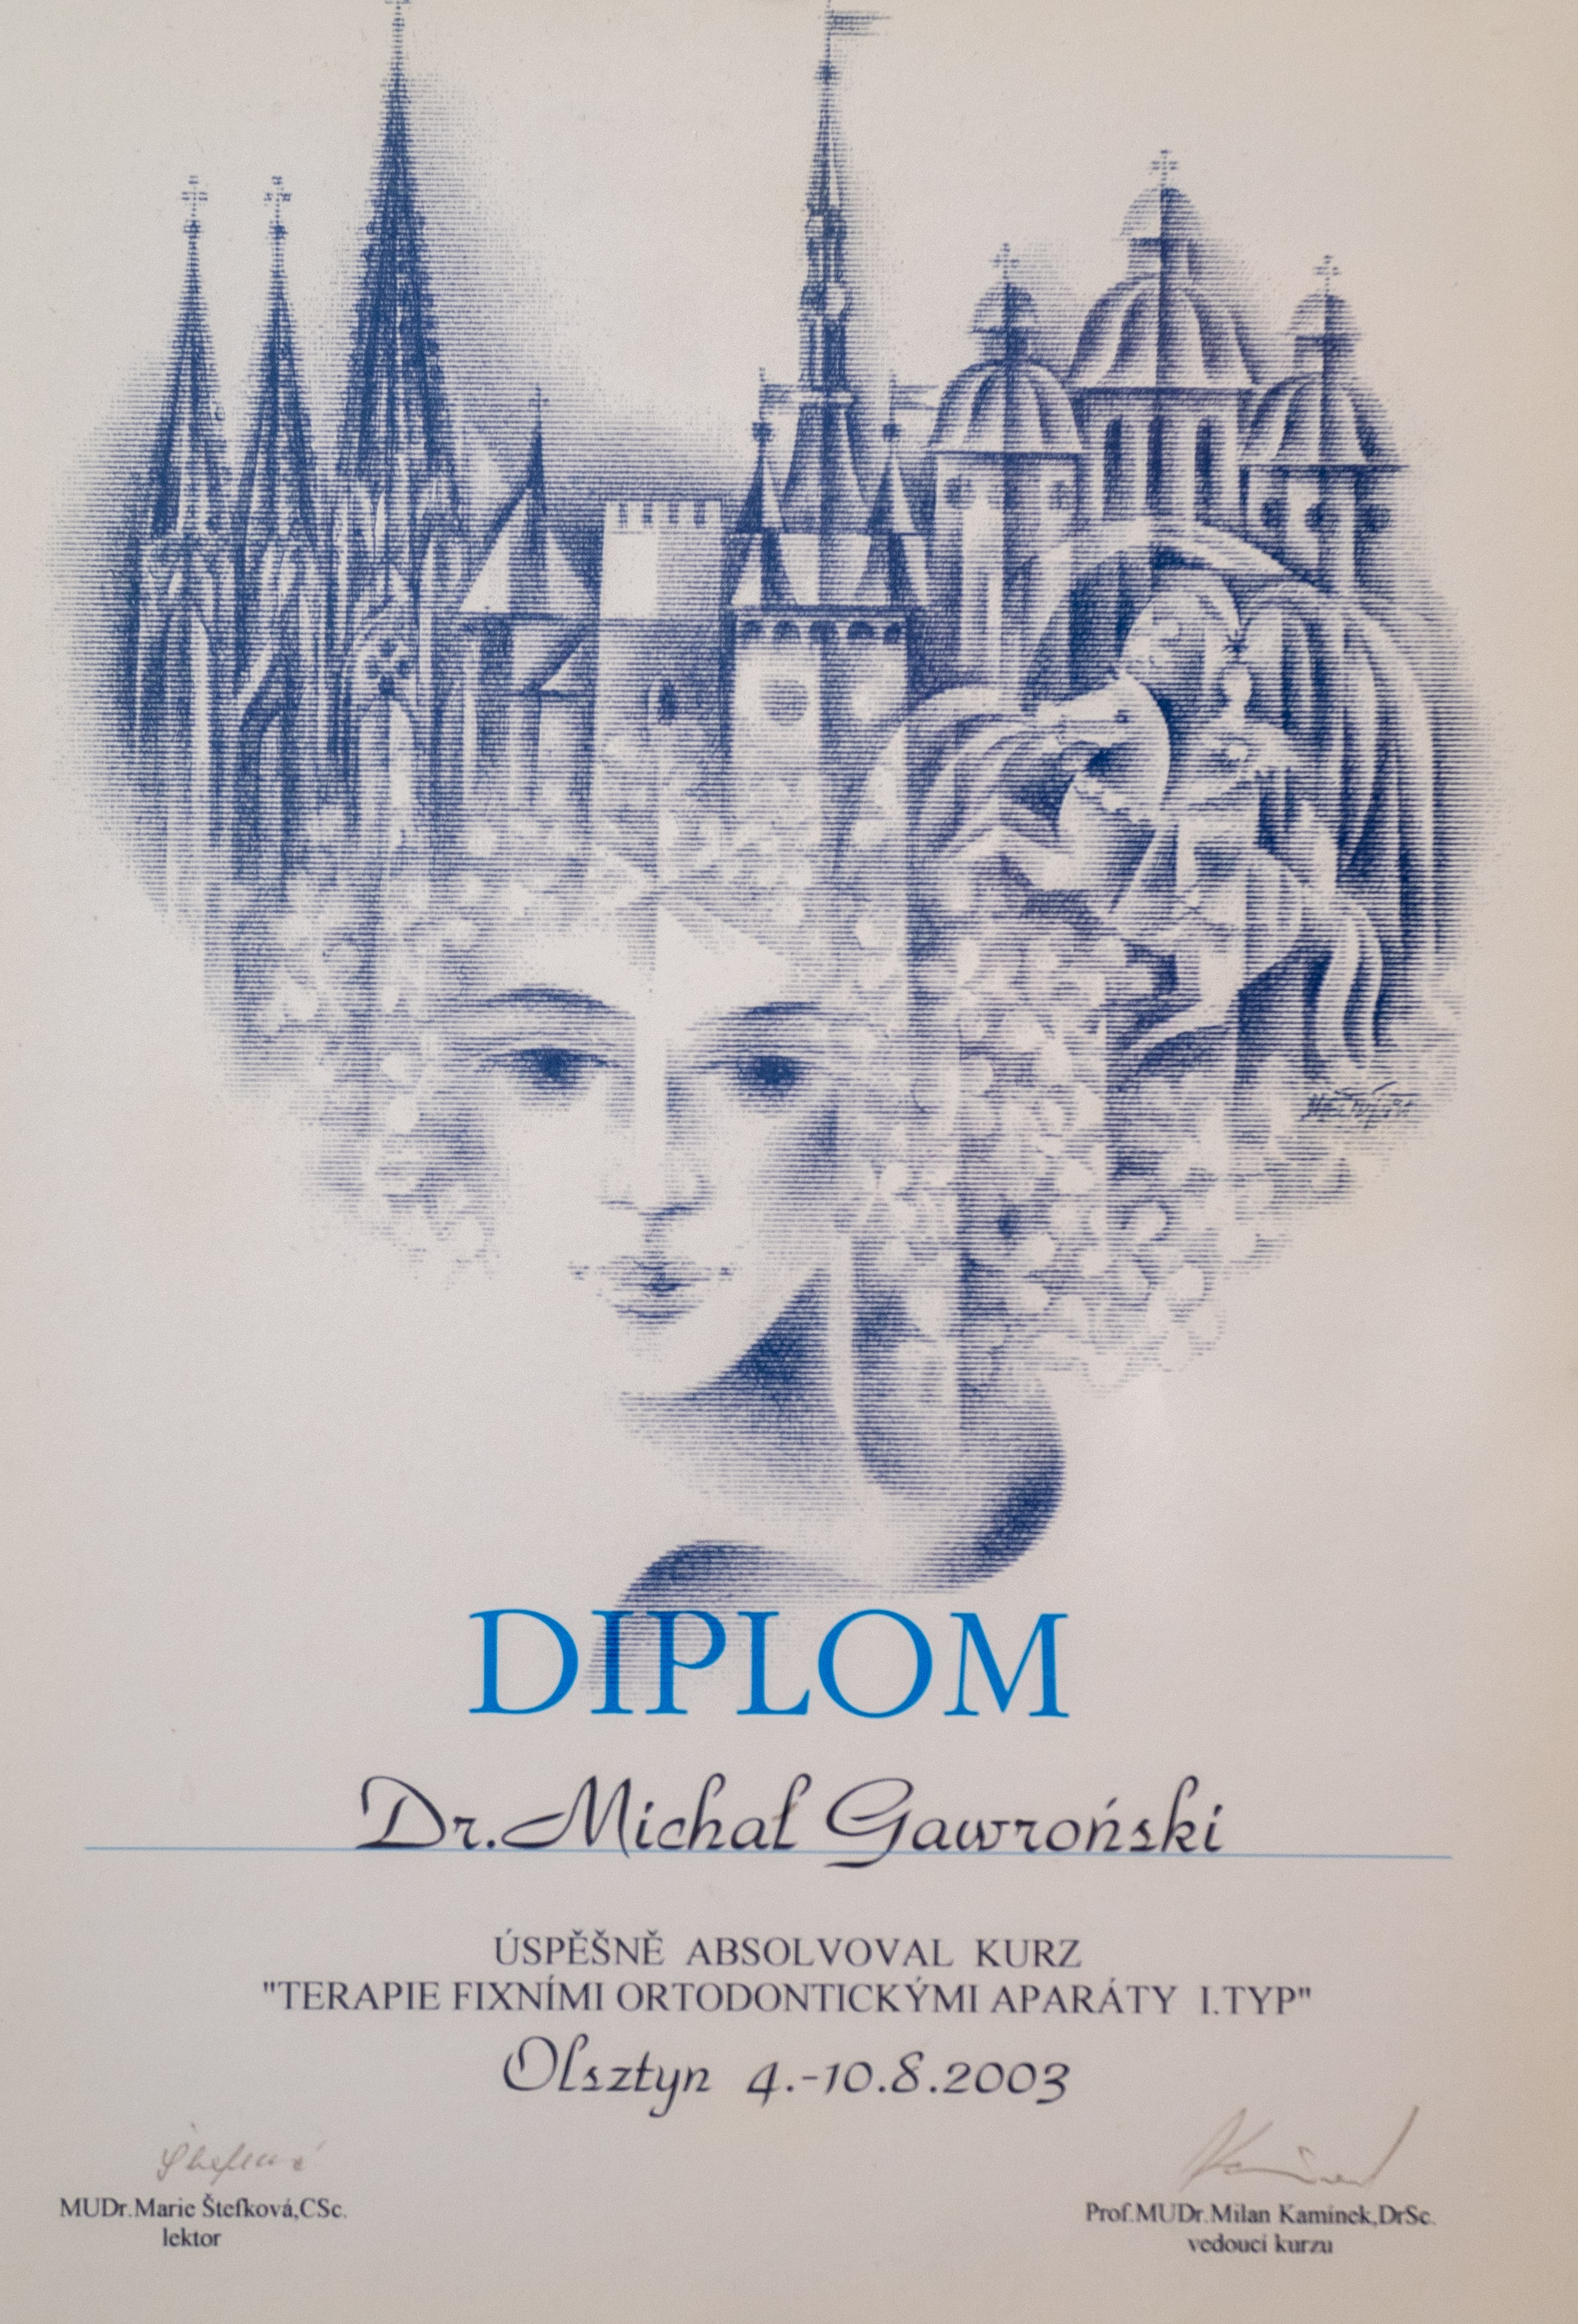 DIPLOM
Dr. Michał Gawroński
ÚSPĚŠNĚ ABSOLVOVAL KURZ
"TERAPIE FIXNÍMI ORTODONTICKÝMI APARÁTY I.TYP"
Olsztyn 4.-10.8.2003
MUDr.Marie Štefková,CSc.
lektor
Prof.MUDr.Milan Kamínek,DrSc.
vedoucí kurzu